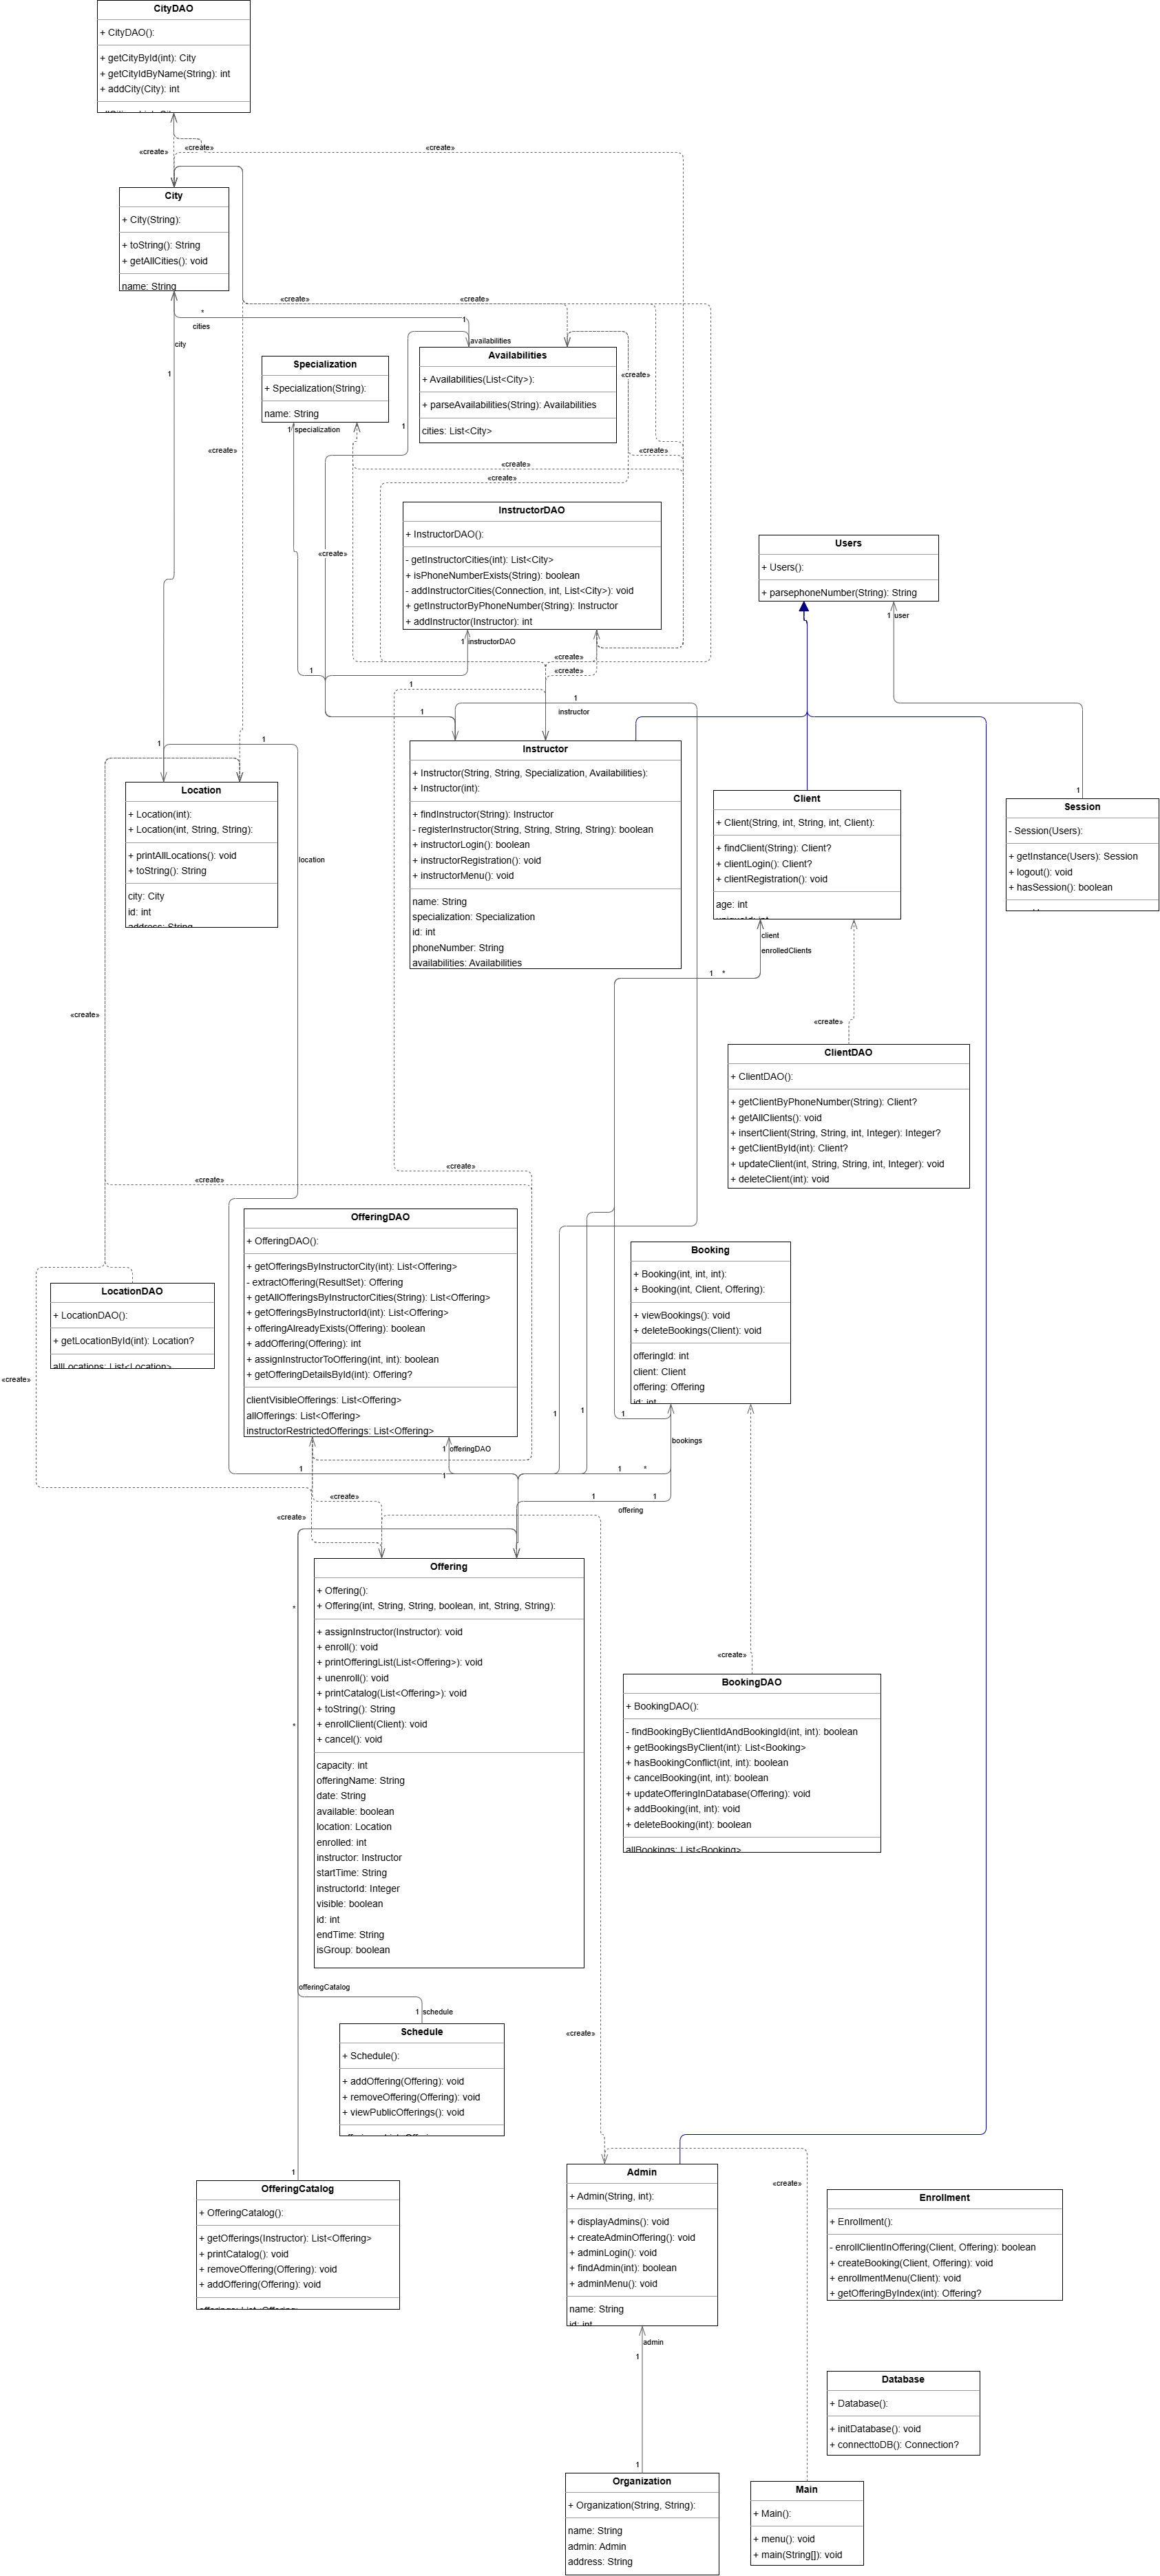 CityDAO
+ CityDAO():
+ getCityById(int): City
+ getCityIdByName(String): int
+ addCity(City): int
«create»
«create»
«create»
City
+ City(String):
+ toString(): String
+ getAllCities(): void
name: String
«create»
«create»
*
cities
1
city
availabilities
1
Specialization
+ Specialization(String):
name: String
1
specialization
Availabilities
+ Availabilities(List<City>):
+ parseAvailabilities(String): Availabilities
cities: List<City>
«create»
1
«create»
«create»
«create»
«create»
«create»
InstructorDAO
+ InstructorDAO():
- getInstructorCities(int): List<City>
+ isPhoneNumberExists(String): boolean
- addInstructorCities(Connection, int, List<City>): void
+ getInstructorByPhoneNumber(String): Instructor
+ addInstructor(Instructor): int
1
instructorDAO
«create»
«create»
1
1
1
instructor
1
Users
+ Users():
+ parsephoneNumber(String): String
1
user
Instructor
+ Instructor(String, String, Specialization, Availabilities):
+ Instructor(int):
+ findInstructor(String): Instructor
- registerInstructor(String, String, String, String): boolean
+ instructorLogin(): boolean
+ instructorRegistration(): void
+ instructorMenu(): void
name: String
specialization: Specialization
id: int
phoneNumber: String
availabilities: Availabilities
1
1
Location
+ Location(int):
+ Location(int, String, String):
+ printAllLocations(): void
+ toString(): String
city: City
id: int
address: String
location
Client
+ Client(String, int, String, int, Client):
+ findClient(String): Client?
+ clientLogin(): Client?
+ clientRegistration(): void
age: int
uniqueId: int
1
Session
- Session(Users):
+ getInstance(Users): Session
+ logout(): void
+ hasSession(): boolean
client
enrolledClients
1
*
«create»
«create»
ClientDAO
+ ClientDAO():
+ getClientByPhoneNumber(String): Client?
+ getAllClients(): void
+ insertClient(String, String, int, Integer): Integer?
+ getClientById(int): Client?
+ updateClient(int, String, String, int, Integer): void
+ deleteClient(int): void
«create»
«create»
OfferingDAO
+ OfferingDAO():
+ getOfferingsByInstructorCity(int): List<Offering>
- extractOffering(ResultSet): Offering
+ getAllOfferingsByInstructorCities(String): List<Offering>
+ getOfferingsByInstructorId(int): List<Offering>
+ offeringAlreadyExists(Offering): boolean
+ addOffering(Offering): int
+ assignInstructorToOffering(int, int): boolean
+ getOfferingDetailsById(int): Offering?
clientVisibleOfferings: List<Offering>
allOfferings: List<Offering>
instructorRestrictedOfferings: List<Offering>
LocationDAO
+ LocationDAO():
+ getLocationById(int): Location?
allLocations: List<Location>
«create»
Booking
+ Booking(int, int, int):
+ Booking(int, Client, Offering):
+ viewBookings(): void
+ deleteBookings(Client): void
offeringId: int
client: Client
offering: Offering
id: int
1
1
1
bookings
1
offeringDAO
1
1
1
*
«create»
1
1
offering
«create»
Offering
+ Offering():
+ Offering(int, String, String, boolean, int, String, String):
+ assignInstructor(Instructor): void
+ enroll(): void
+ printOfferingList(List<Offering>): void
+ unenroll(): void
+ printCatalog(List<Offering>): void
+ toString(): String
+ enrollClient(Client): void
+ cancel(): void
capacity: int
offeringName: String
date: String
available: boolean
location: Location
enrolled: int
instructor: Instructor
startTime: String
instructorId: Integer
visible: boolean
id: int
endTime: String
isGroup: boolean
*
*
«create»
BookingDAO
+ BookingDAO():
- findBookingByClientIdAndBookingId(int, int): boolean
+ getBookingsByClient(int): List<Booking>
+ hasBookingConflict(int, int): boolean
+ cancelBooking(int, int): boolean
+ updateOfferingInDatabase(Offering): void
+ addBooking(int, int): void
+ deleteBooking(int): boolean
allBookings: List<Booking>
offeringCatalog
1
schedule
Schedule
+ Schedule():
+ addOffering(Offering): void
+ removeOffering(Offering): void
+ viewPublicOfferings(): void
«create»
1
OfferingCatalog
+ OfferingCatalog():
+ getOfferings(Instructor): List<Offering>
+ printCatalog(): void
+ removeOffering(Offering): void
+ addOffering(Offering): void
Admin
+ Admin(String, int):
+ displayAdmins(): void
+ createAdminOffering(): void
+ adminLogin(): void
+ findAdmin(int): boolean
+ adminMenu(): void
name: String
id: int
«create»
Enrollment
+ Enrollment():
- enrollClientInOffering(Client, Offering): boolean
+ createBooking(Client, Offering): void
+ enrollmentMenu(Client): void
+ getOfferingByIndex(int): Offering?
admin
1
Database
+ Database():
+ initDatabase(): void
+ connecttoDB(): Connection?
1
Organization
+ Organization(String, String):
name: String
admin: Admin
address: String
Main
+ Main():
+ menu(): void
+ main(String[]): void